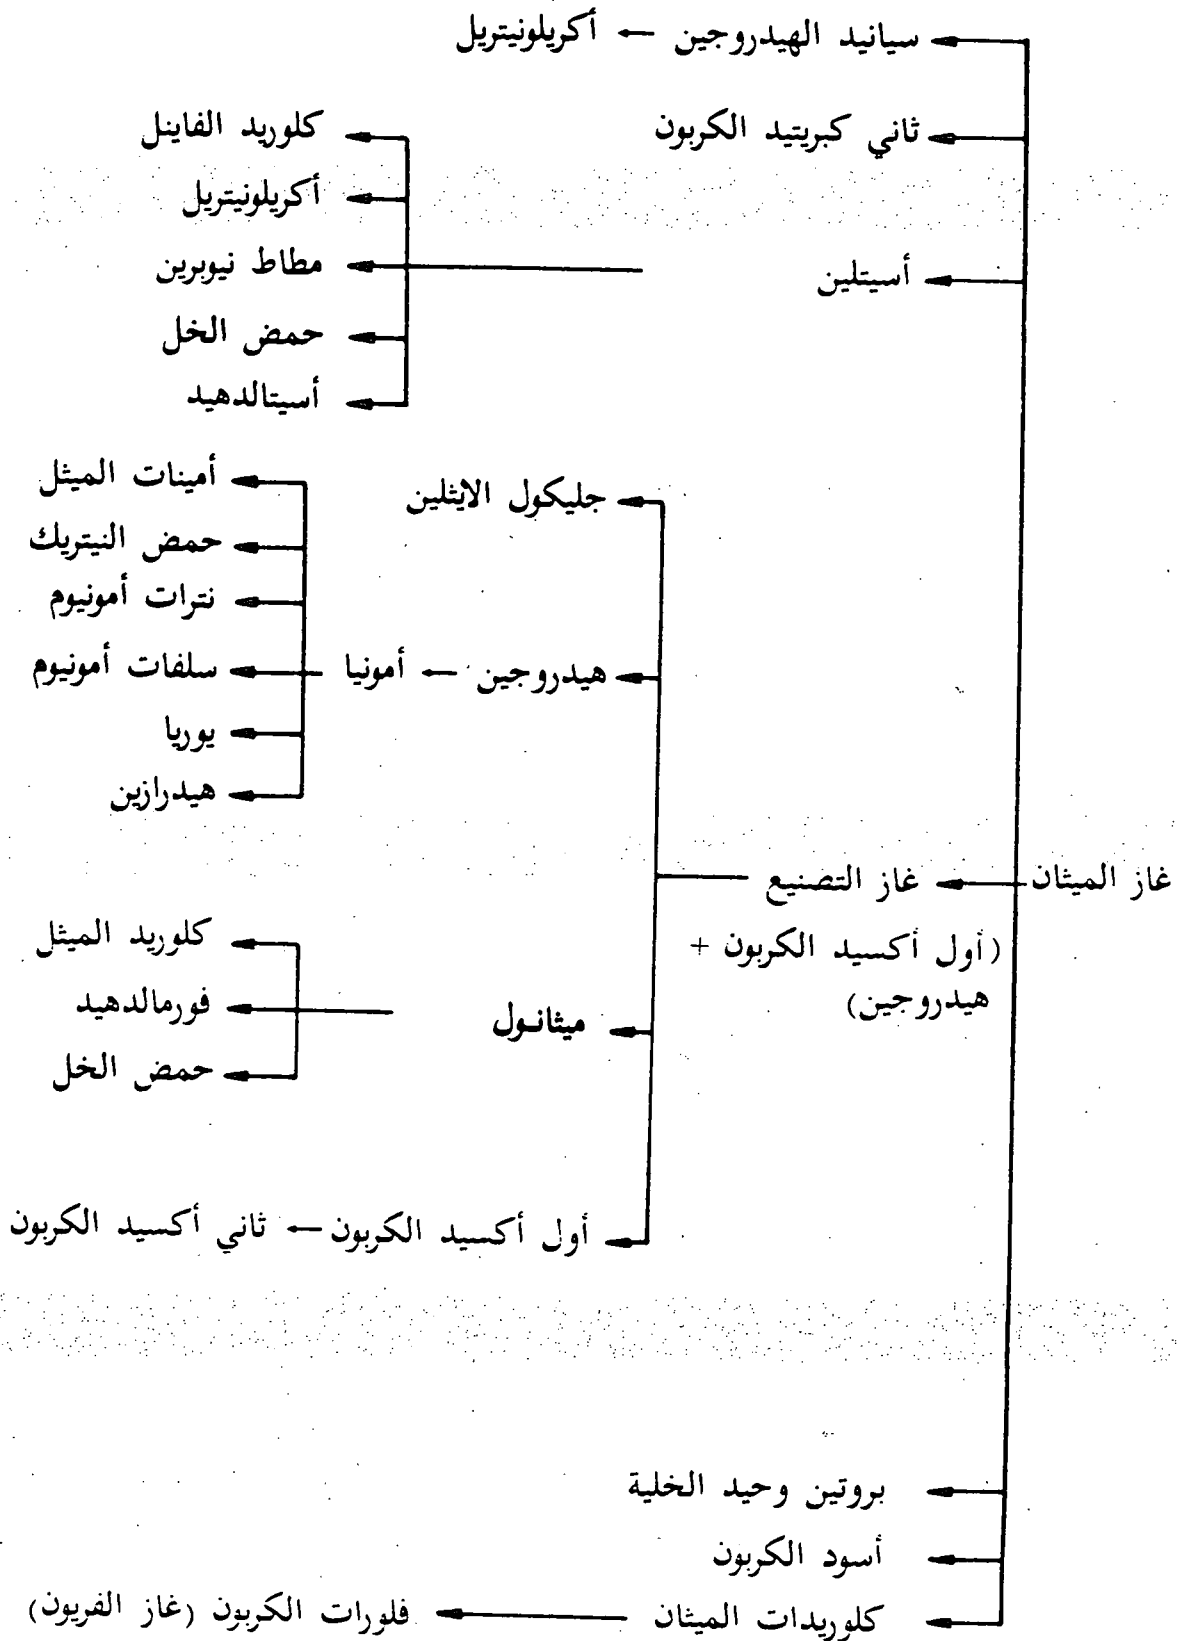 سيانيد الهيدروجين ← أكريلونيتريل
ثاني كبريتيد الكربون
كلوريد الفاينل
أكريلونيتريل
أسيتلين
مطاط نيوبرين
حمض الخل
أسيتالدهيد
جليكول الايثلين
أمينات الميثل
حمض النيتريك
نترات أمونيوم
هيدروجين ← أمونيا
سلفات أمونيوم
يوريا
هيدرازين
غاز الميثان
غاز التصنيع
(أول أكسيد الكربون +
هيدروجين)
ميثانول
كلوريد الميثل
فورمالدهيد
حمض الخل
أول أكسيد الكربون ← ثاني أكسيد الكربون
بروتين وحيد الخلية
أسود الكربون
كلوريدات الميثان ← فلورات الكربون (غاز الفريون)